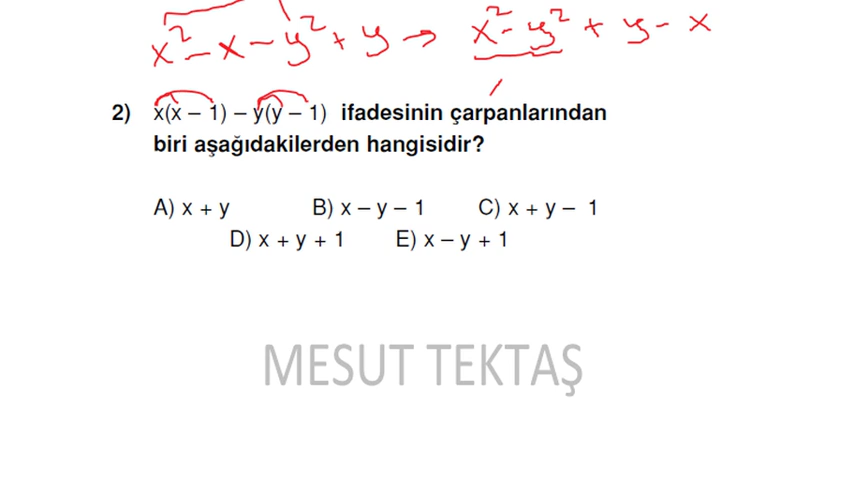 x² - x - y² + y → x² - y² + y - x
2) x(x – 1) – y(y – 1) ifadesinin çarpanlarından
biri aşağıdakilerden hangisidir?
A) x + y B) x – y – 1 C) x + y – 1
D) x + y + 1 E) x – y + 1
MESUT TEKTAŞ